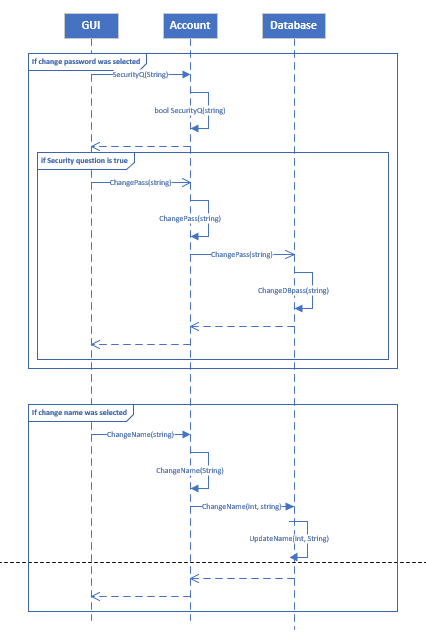 GUI
Account
Database
If change password was selected
SecurityQ(String)
bool SecurityQ(string)
if Security question is true
ChangePass(string)
ChangePass(string)
ChangePass(string)
ChangeDBpass(string)
If change name was selected
ChangeName(string)
ChangeName(String)
ChangeName(int, string)
UpdateName(int, String)